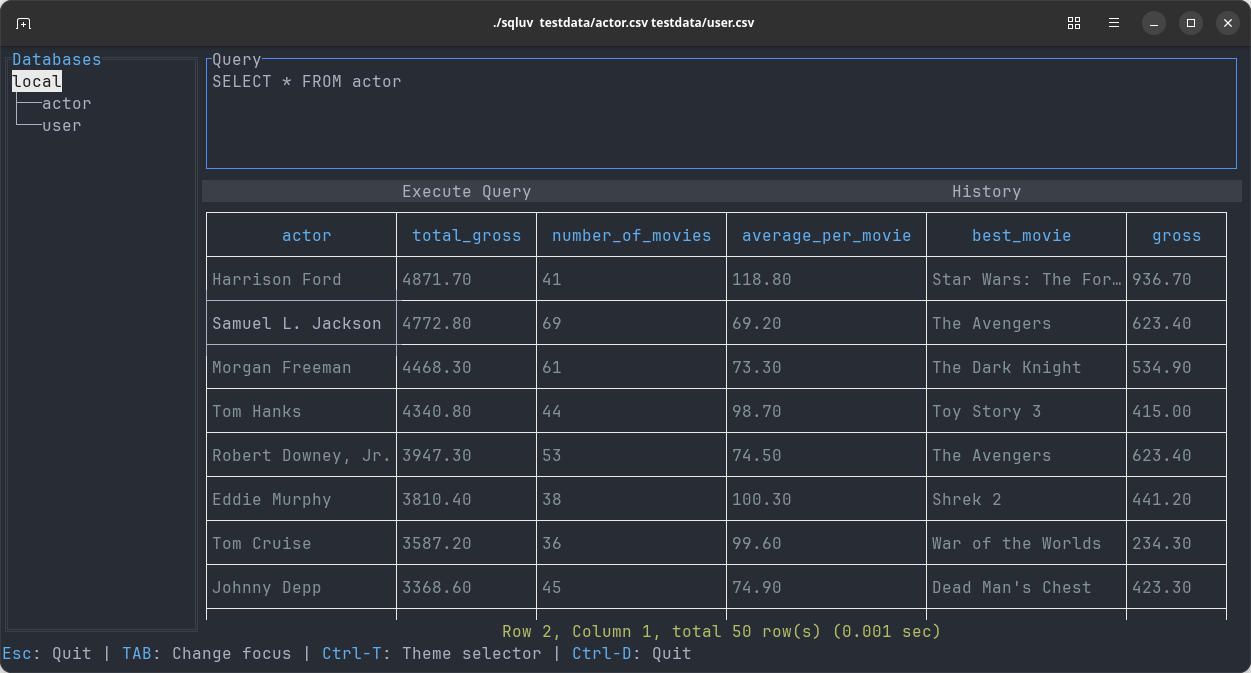 ./sqluv testdata/actor.csv testdata/user.csv
Databases
local
actor
user
Query
SELECT * FROM actor
Execute Query History
actor total_gross number_of_movies average_per_movie best_movie gross
Harrison Ford 4871.70 41 118.80 Star Wars: The For… 936.70
Samuel L. Jackson 4772.80 69 69.20 The Avengers 623.40
Morgan Freeman 4468.30 61 73.30 The Dark Knight 534.90
Tom Hanks 4340.80 44 98.70 Toy Story 3 415.00
Robert Downey, Jr. 3947.30 53 74.50 The Avengers 623.40
Eddie Murphy 3810.40 38 100.30 Shrek 2 441.20
Tom Cruise 3587.20 36 99.60 War of the Worlds 234.30
Johnny Depp 3368.60 45 74.90 Dead Man's Chest 423.30
Row 2, Column 1, total 50 row(s) (0.001 sec)
Esc: Quit | TAB: Change focus | Ctrl-T: Theme selector | Ctrl-D: Quit